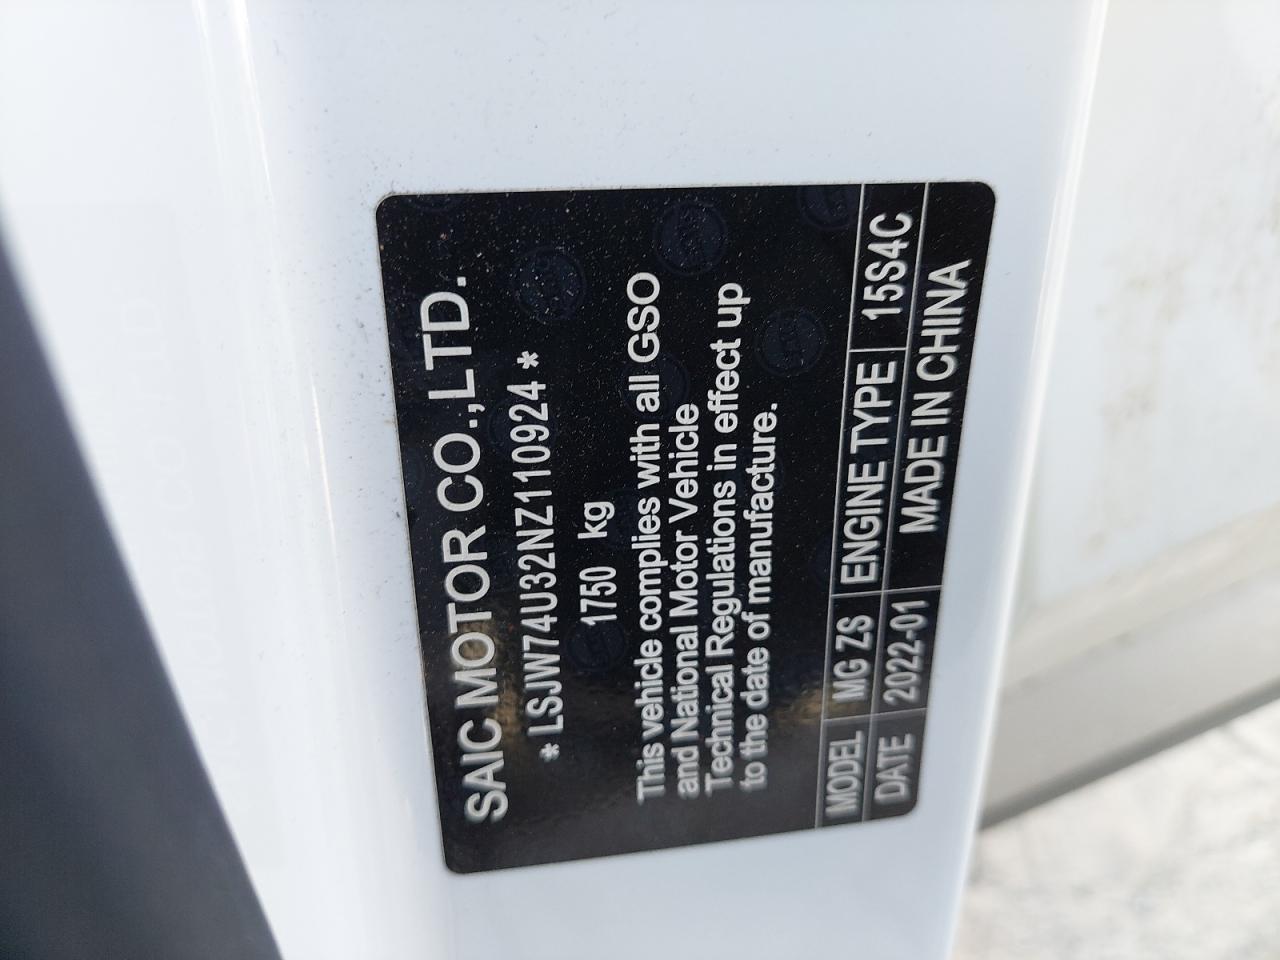 SAIC MOTOR CO.,LTD.
*LSJW74U32NZ110924*
1750 kg
This vehicle complies with all GSO
and National Motor Vehicle
Technical Regulations in effect up
to the date of manufacture.
MODEL MG ZS ENGINE TYPE 15S4C
DATE 2022-01 MADE IN CHINA